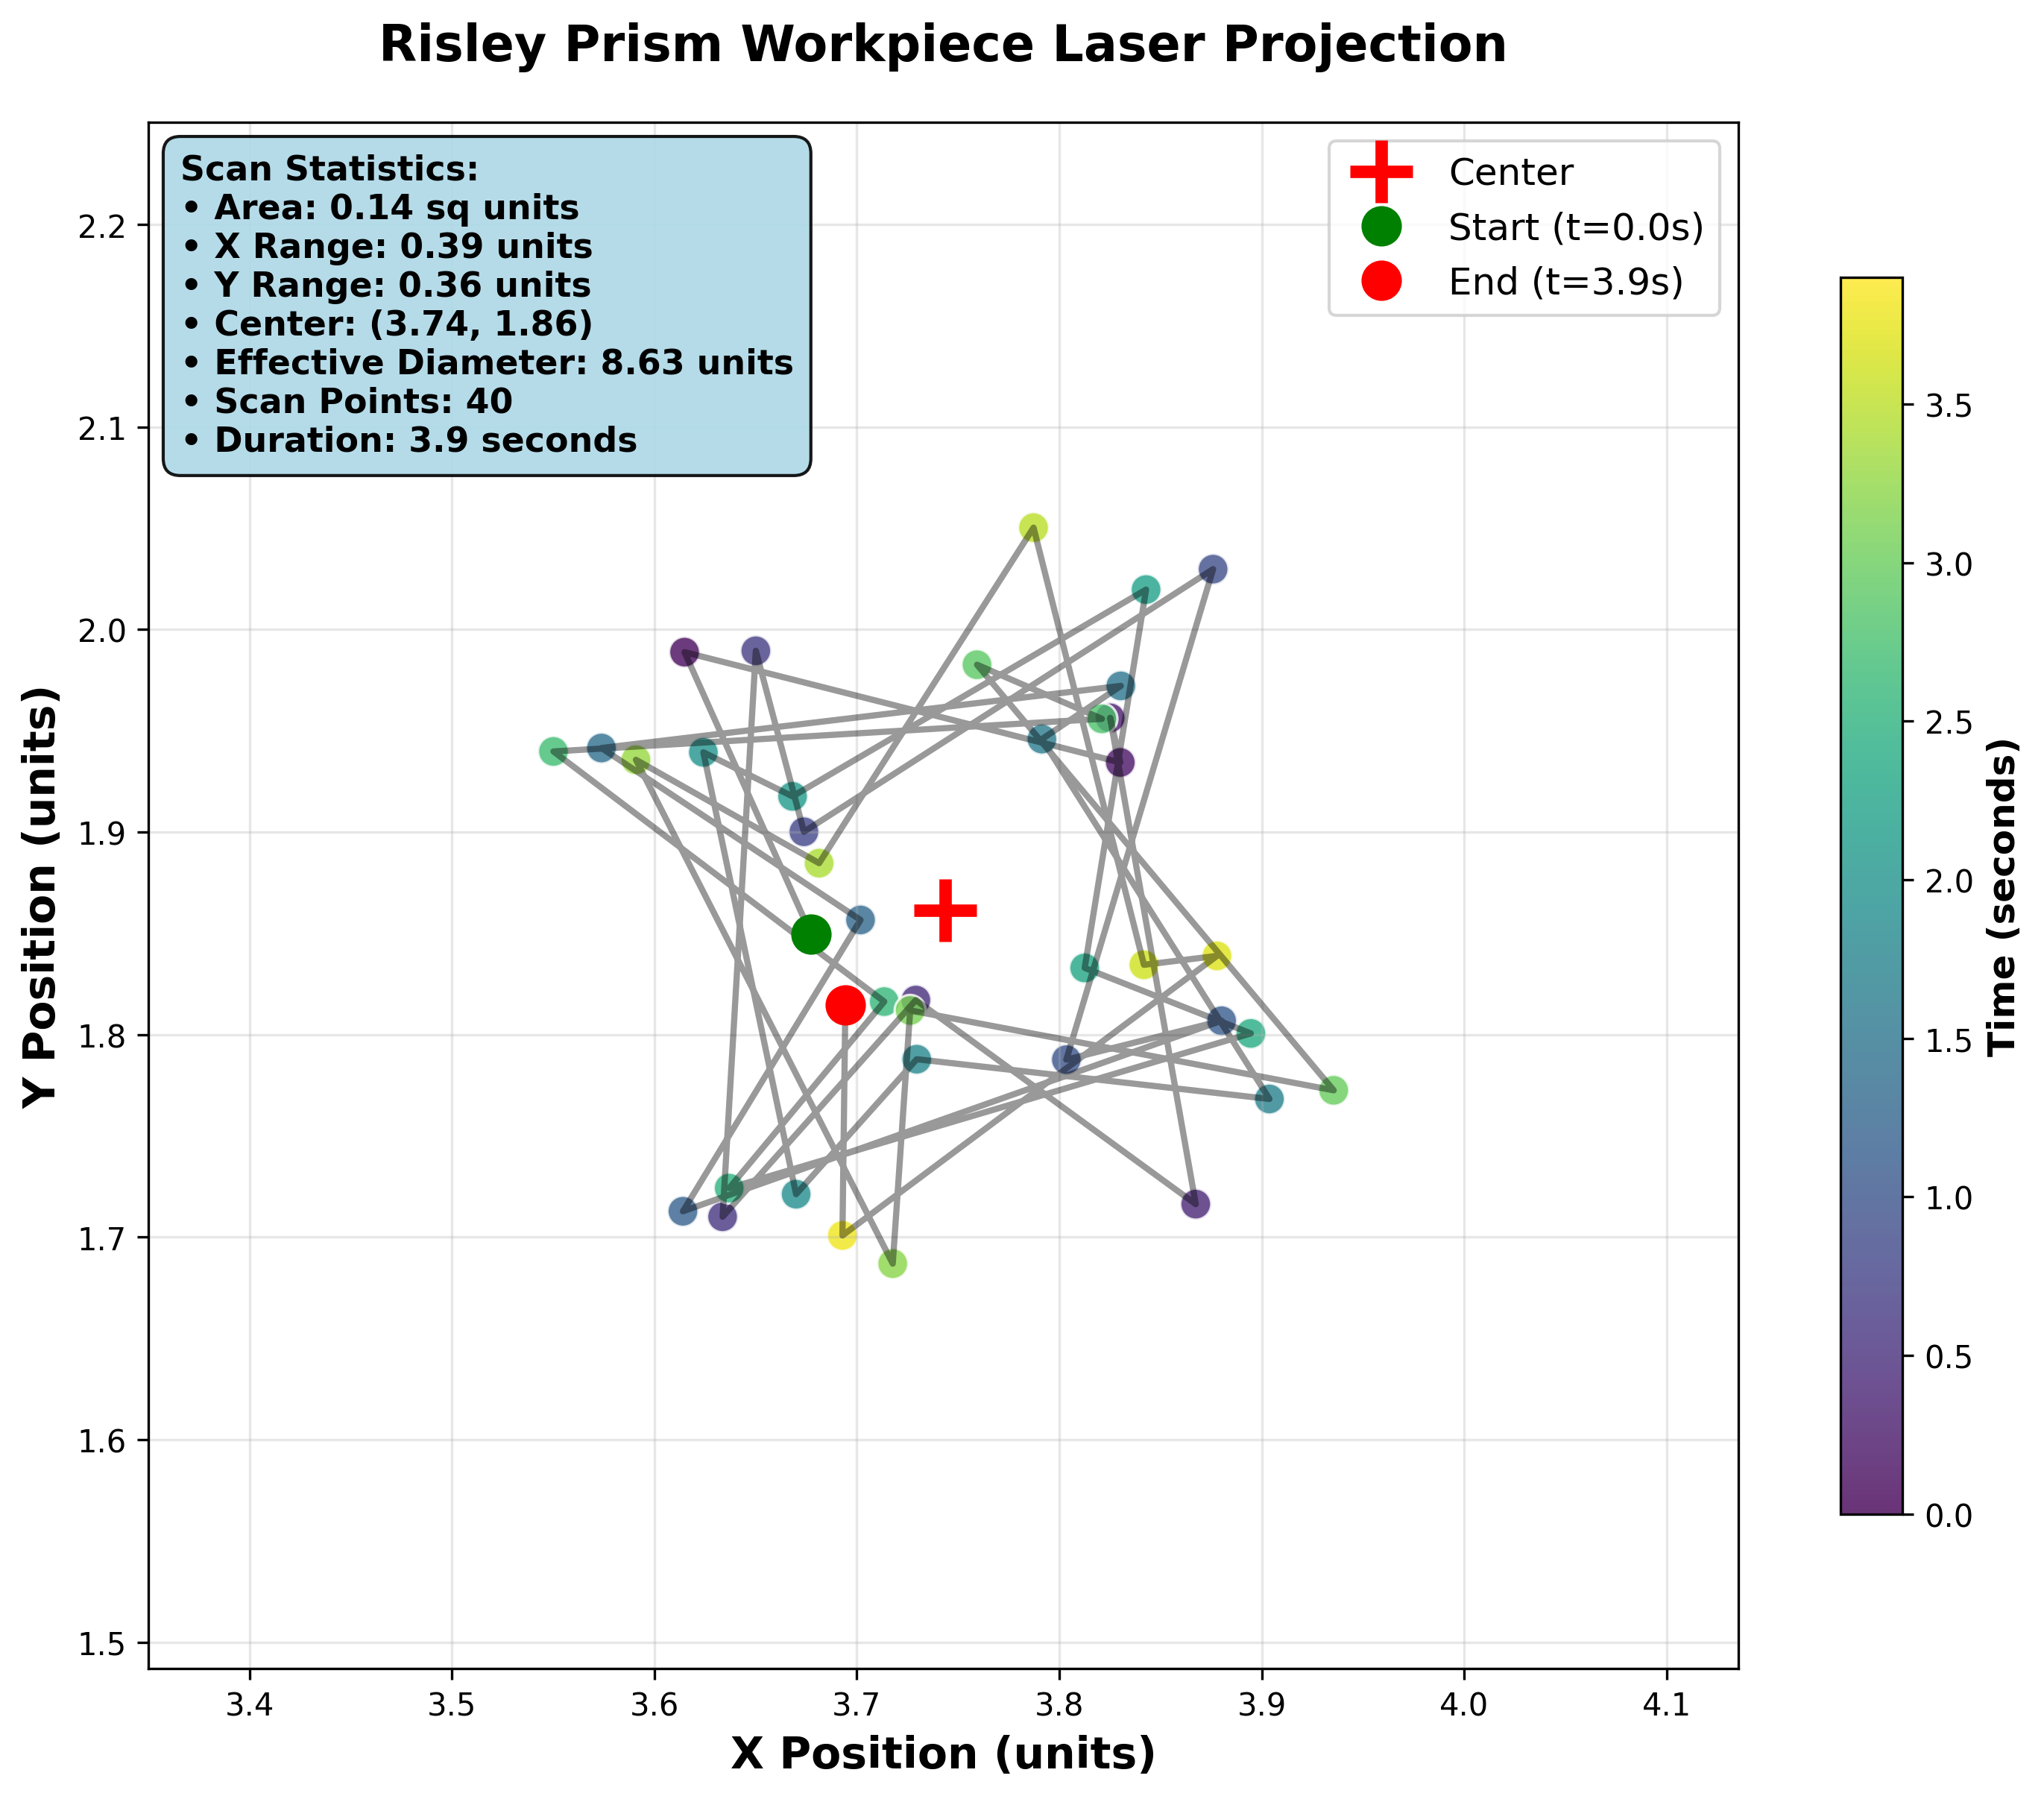 Risley Prism Workpiece Laser Projection
Scan Statistics:
• Area: 0.14 sq units
• X Range: 0.39 units
• Y Range: 0.36 units
• Center: (3.74, 1.86)
• Effective Diameter: 8.63 units
• Scan Points: 40
• Duration: 3.9 seconds
Center
Start (t=0.0s)
End (t=3.9s)
2.2
2.1
2.0
1.9
1.8
1.7
1.6
1.5
Y Position (units)
3.4 3.5 3.6 3.7 3.8 3.9 4.0 4.1
X Position (units)
3.5
3.0
2.5
2.0
1.5
1.0
0.5
0.0
Time (seconds)